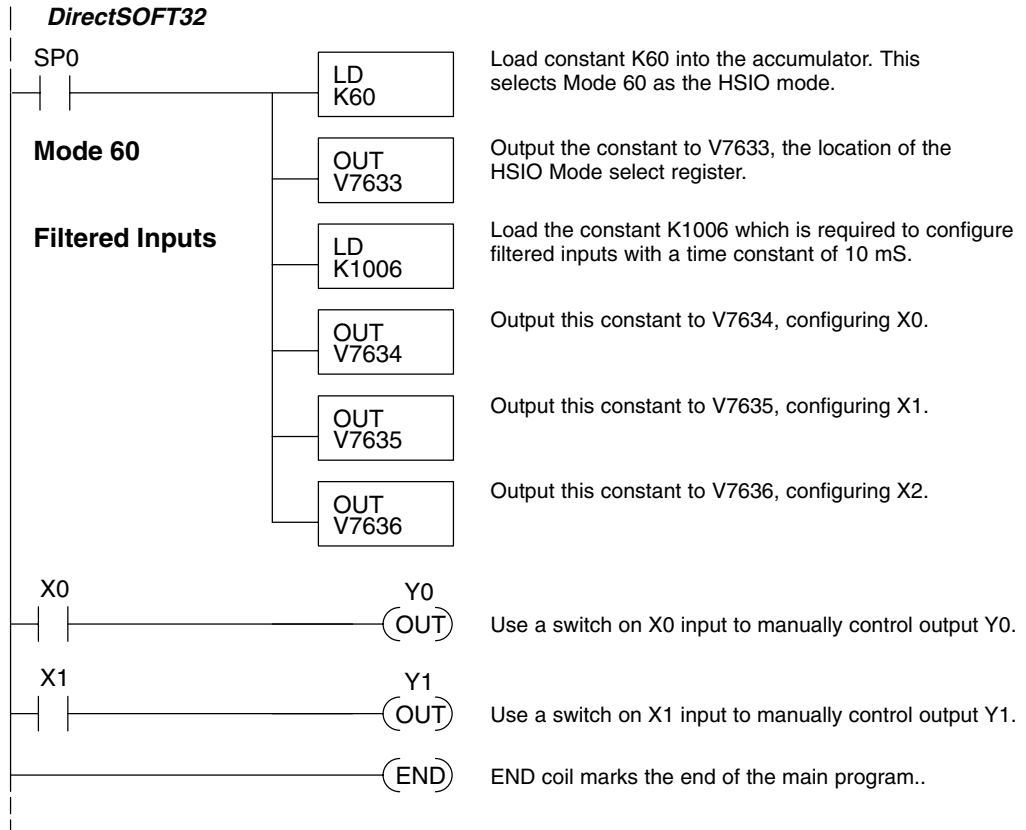 DirectSOFT32
SP0
LD
K60
Load constant K60 into the accumulator. This
selects Mode 60 as the HSIO mode.
Mode 60
OUT
V7633
Output the constant to V7633, the location of the
HSIO Mode select register.
Filtered Inputs
LD
K1006
Load the constant K1006 which is required to configure
filtered inputs with a time constant of 10 mS.
OUT
V7634
Output this constant to V7634, configuring X0.
OUT
V7635
Output this constant to V7635, configuring X1.
OUT
V7636
Output this constant to V7636, configuring X2.
X0
Y0
OUT
Use a switch on X0 input to manually control output Y0.
X1
Y1
OUT
Use a switch on X1 input to manually control output Y1.
END
END coil marks the end of the main program..